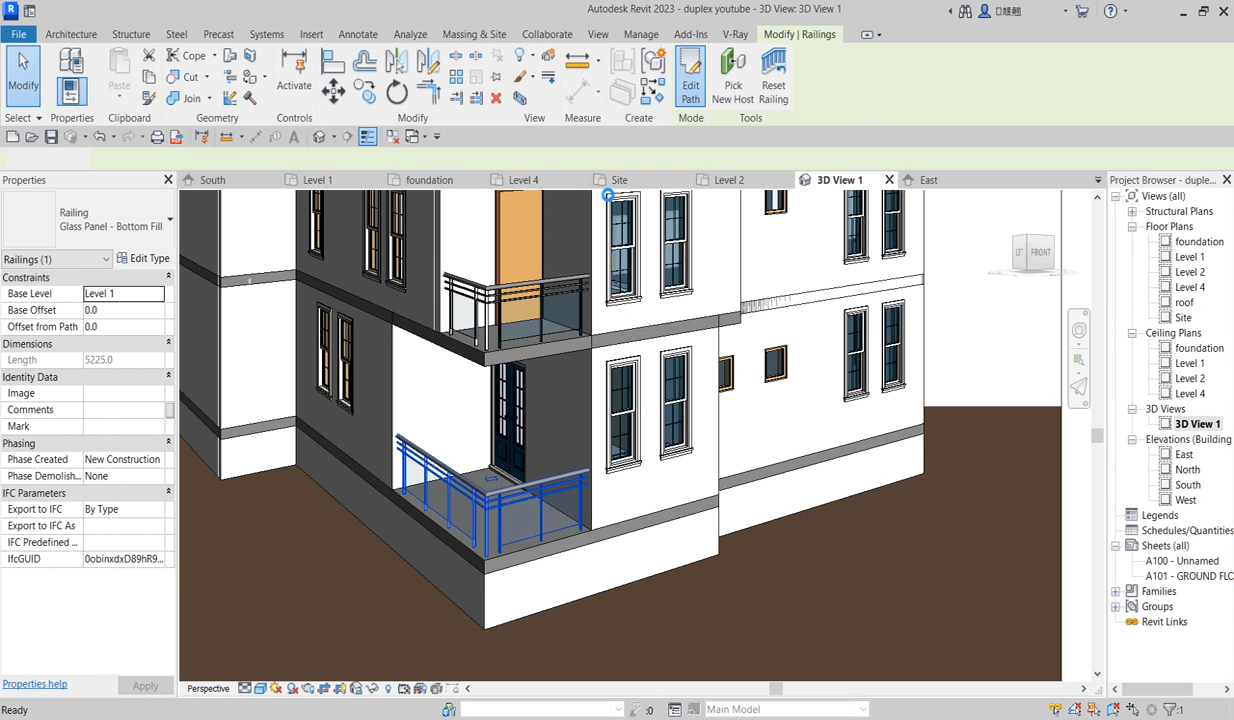 Autodesk Revit 2023 - duplex youtube - 3D View: 3D View 1
File Architecture Structure Steel Precast Systems Insert Annotate Analyze Massing & Site Collaborate View Manage Add-Ins V-Ray Modify | Railings
Cope
Cut
Join
Modify Paste Activate Edit Path Pick New Host Reset Railing
Select Properties Clipboard Geometry Controls Modify View Measure Create Mode Tools
Properties South Level 1 foundation Level 4 Site Level 2 3D View 1 East Project Browser - duple...
Railing
Glass Panel - Bottom Fill
Railings (1) Edit Type
Constraints
Base Level Level 1
Base Offset 0.0
Offset from Path 0.0
Dimensions
Length 5225.0
Identity Data
Image
Comments
Mark
Phasing
Phase Created New Construction
Phase Demolish... None
IFC Parameters
Export to IFC By Type
Export to IFC As
IFC Predefined ...
IfcGUID 0obinxdxD89hR9...
Properties help Apply
LEFT FRONT
Views (all)
Structural Plans
Floor Plans
foundation
Level 1
Level 2
Level 4
roof
Site
Ceiling Plans
foundation
Level 1
Level 2
Level 4
3D Views
3D View 1
Elevations (Building
East
North
South
West
Legends
Schedules/Quantities
Sheets (all)
A100 - Unnamed
A101 - GROUND FLC
Families
Groups
Revit Links
Perspective
Ready :0 Main Model :1